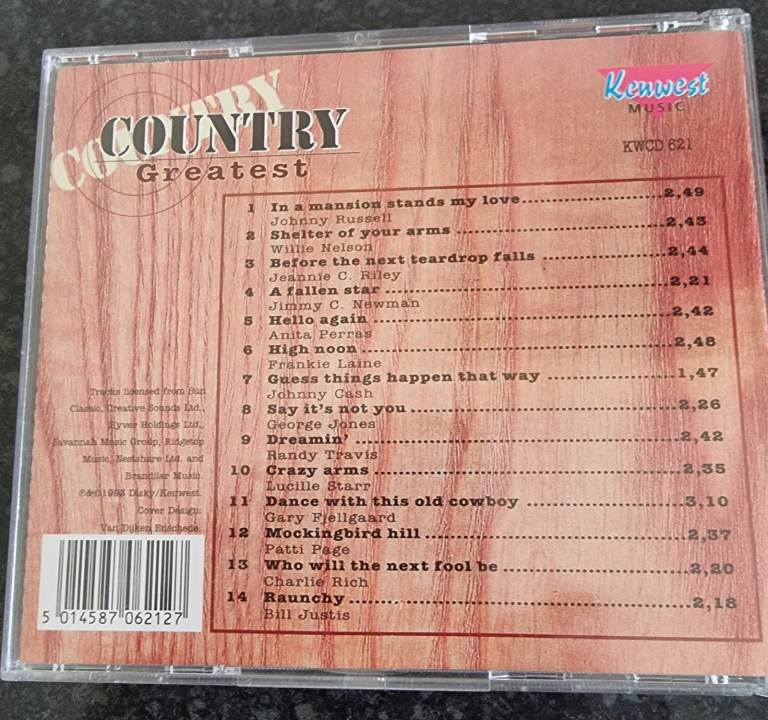 COUNTRY
COUNTRY
Greatest
Kenwest
MUSIC
KWCD 621
1 In a mansion stands my love 2,49
Johnny Russell
2 Shelter of your arms 2,43
Willie Nelson
3 Before the next teardrop falls 2,44
Jeannie C. Riley
4 A fallen star 2,21
Jimmy C. Newman
5 Hello again 2,42
Anita Perras
6 High noon 2,48
Frankie Laine
7 Guess things happen that way 1,47
Johnny Cash
8 Say it's not you 2,26
George Jones
9 Dreamin' 2,42
Randy Travis
10 Crazy arms 2,35
Lucille Starr
11 Dance with this old cowboy 3,10
Gary Fjellgaard
12 Mockingbird hill 2,37
Patti Page
13 Who will the next fool be 2,20
Charlie Rich
14 Raunchy 2,18
Bill Justis
Tracks licensed from Sun
Classic, Creative Sounds Ltd.,
Hyver Holdings Ltd.,
Savannah Music Group, Ridgetop
Music, Nestshare Ltd. and
Brandilar Music.
℗&©1993 Disky/Kenwest.
Cover Design:
Van Dijken Enschede.
5 014587 062127